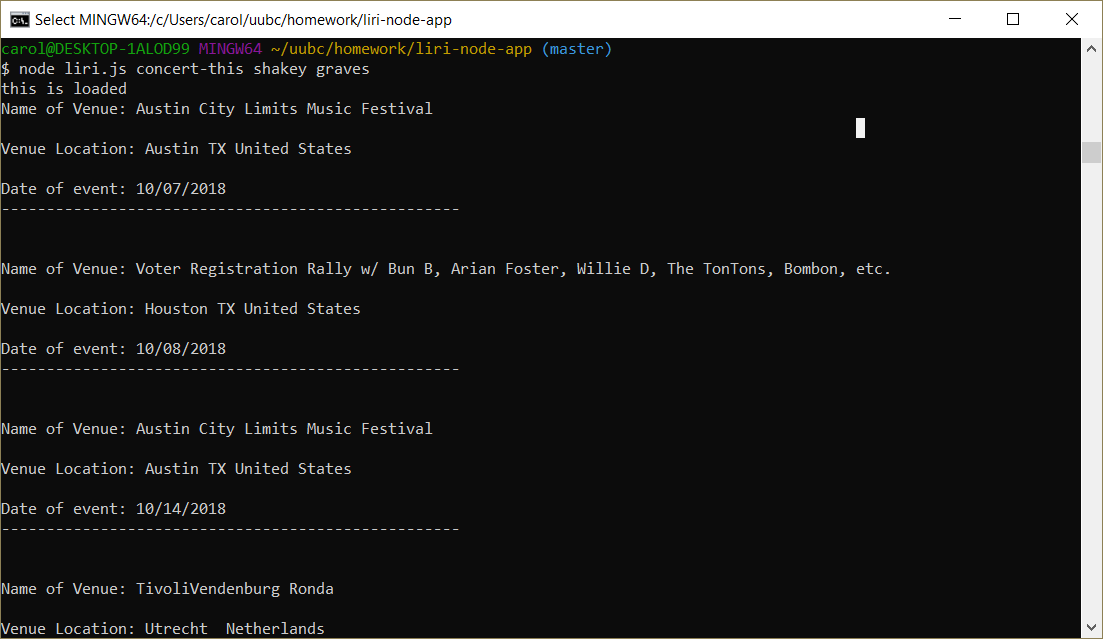 Select MINGW64:/c/Users/carol/uubc/homework/liri-node-app
carol@DESKTOP-1ALOD99 MINGW64 ~/uubc/homework/liri-node-app (master)
$ node liri.js concert-this shakey graves
this is loaded
Name of Venue: Austin City Limits Music Festival
Venue Location: Austin TX United States
Date of event: 10/07/2018
---------------------------------------------------
Name of Venue: Voter Registration Rally w/ Bun B, Arian Foster, Willie D, The TonTons, Bombon, etc.
Venue Location: Houston TX United States
Date of event: 10/08/2018
---------------------------------------------------
Name of Venue: Austin City Limits Music Festival
Venue Location: Austin TX United States
Date of event: 10/14/2018
---------------------------------------------------
Name of Venue: TivoliVendenburg Ronda
Venue Location: Utrecht  Netherlands